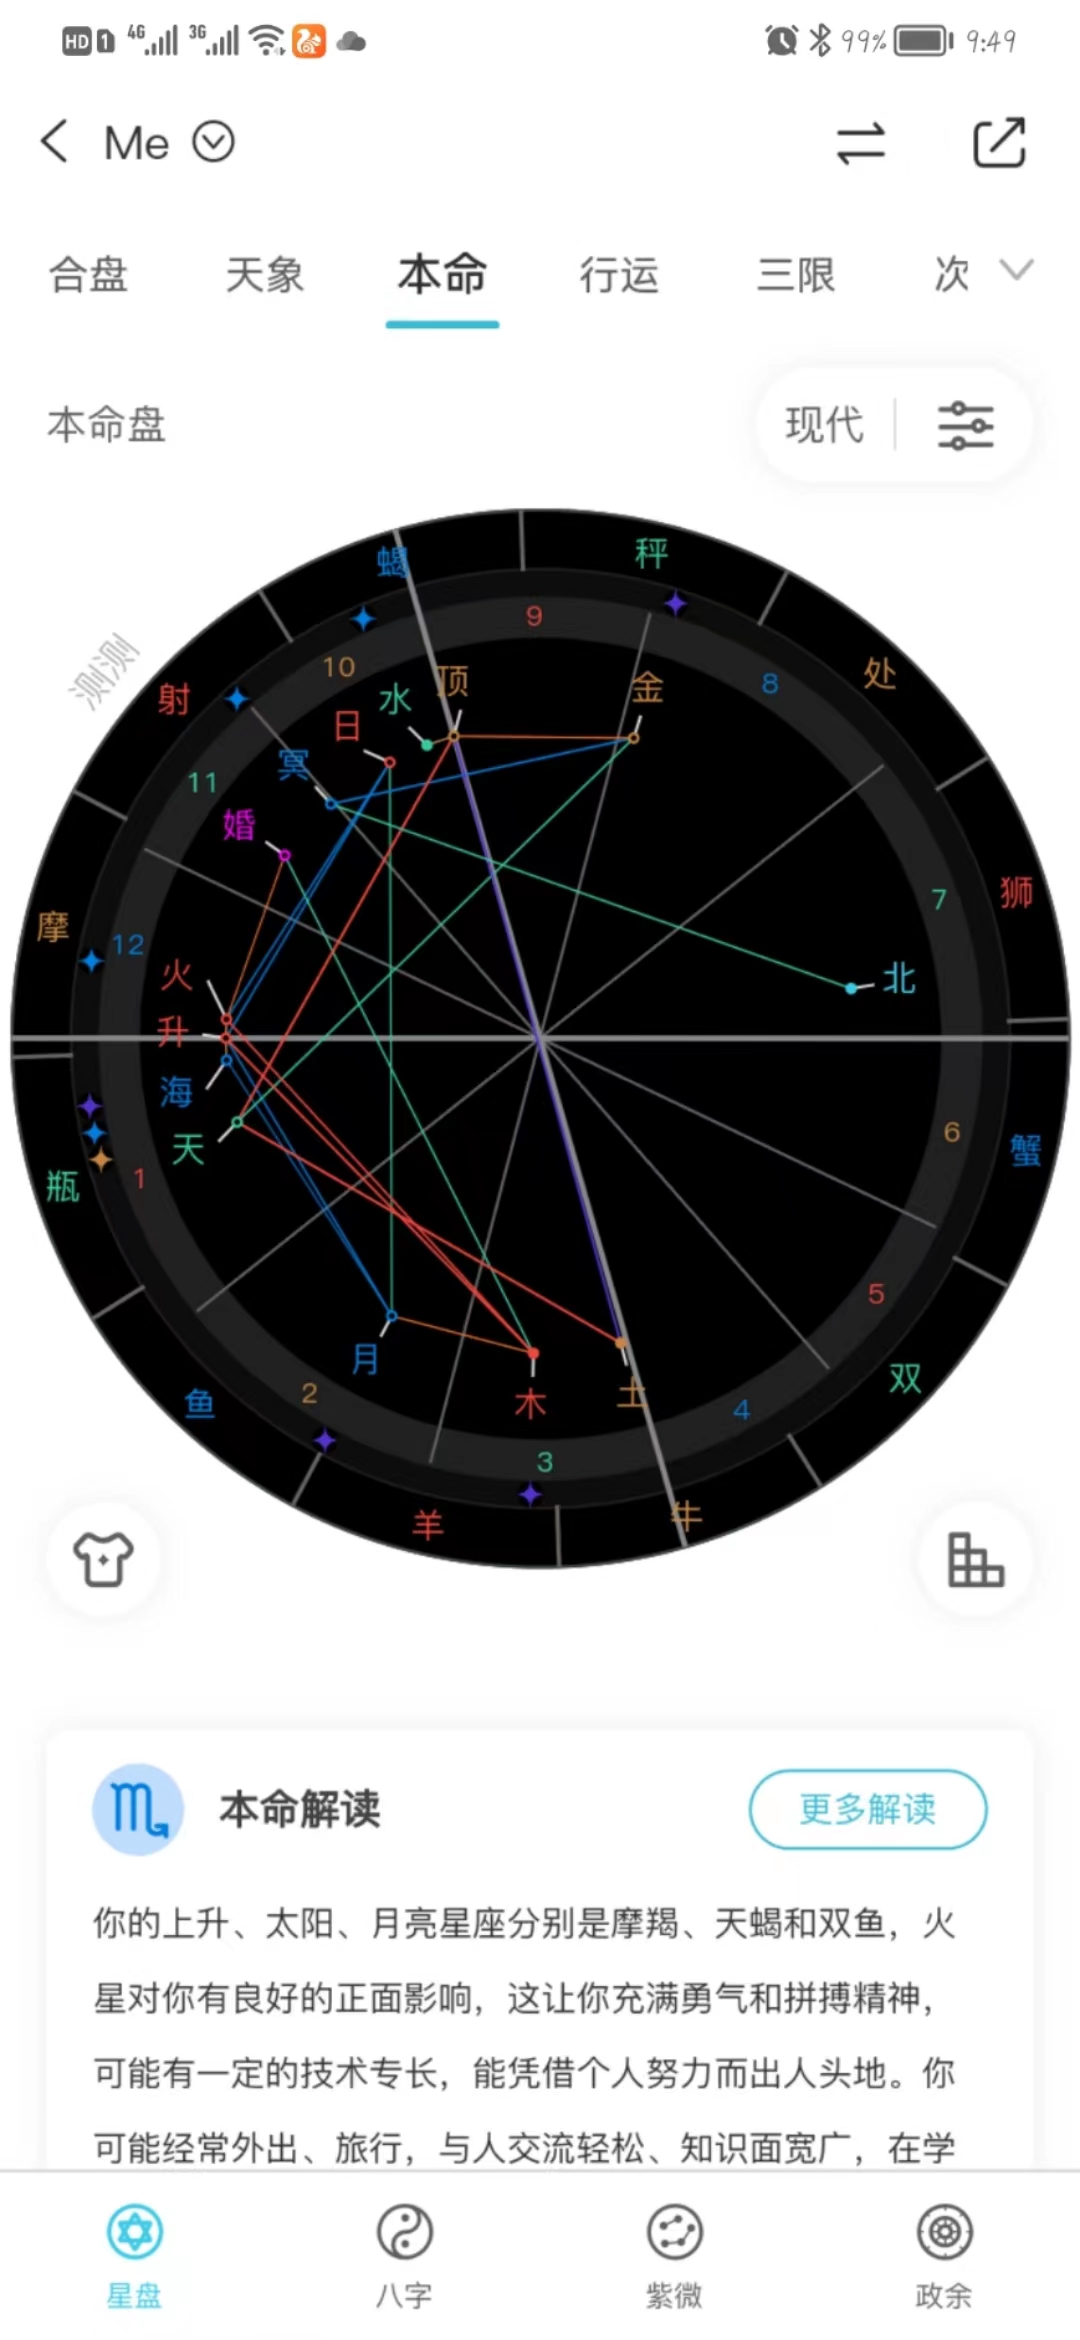 HD 1 4G 3G 99% 9:49
Me
合盘 天象 本命 行运 三限 次
本命盘 现代
蝎 秤
9
测测
10 顶 金 8 处
射 水
日
冥
11
婚
7 狮
摩 12
火 北
升
海 6 蟹
天
瓶 1
5
月
2 木 土 双
鱼 4
3
羊 牛
本命解读 更多解读
你的上升、太阳、月亮星座分别是摩羯、天蝎和双鱼，火
星对你有良好的正面影响，这让你充满勇气和拼搏精神，
可能有一定的技术专长，能凭借个人努力而出人头地。你
可能经常外出、旅行，与人交流轻松、知识面宽广，在学
星盘 八字 紫微 政余